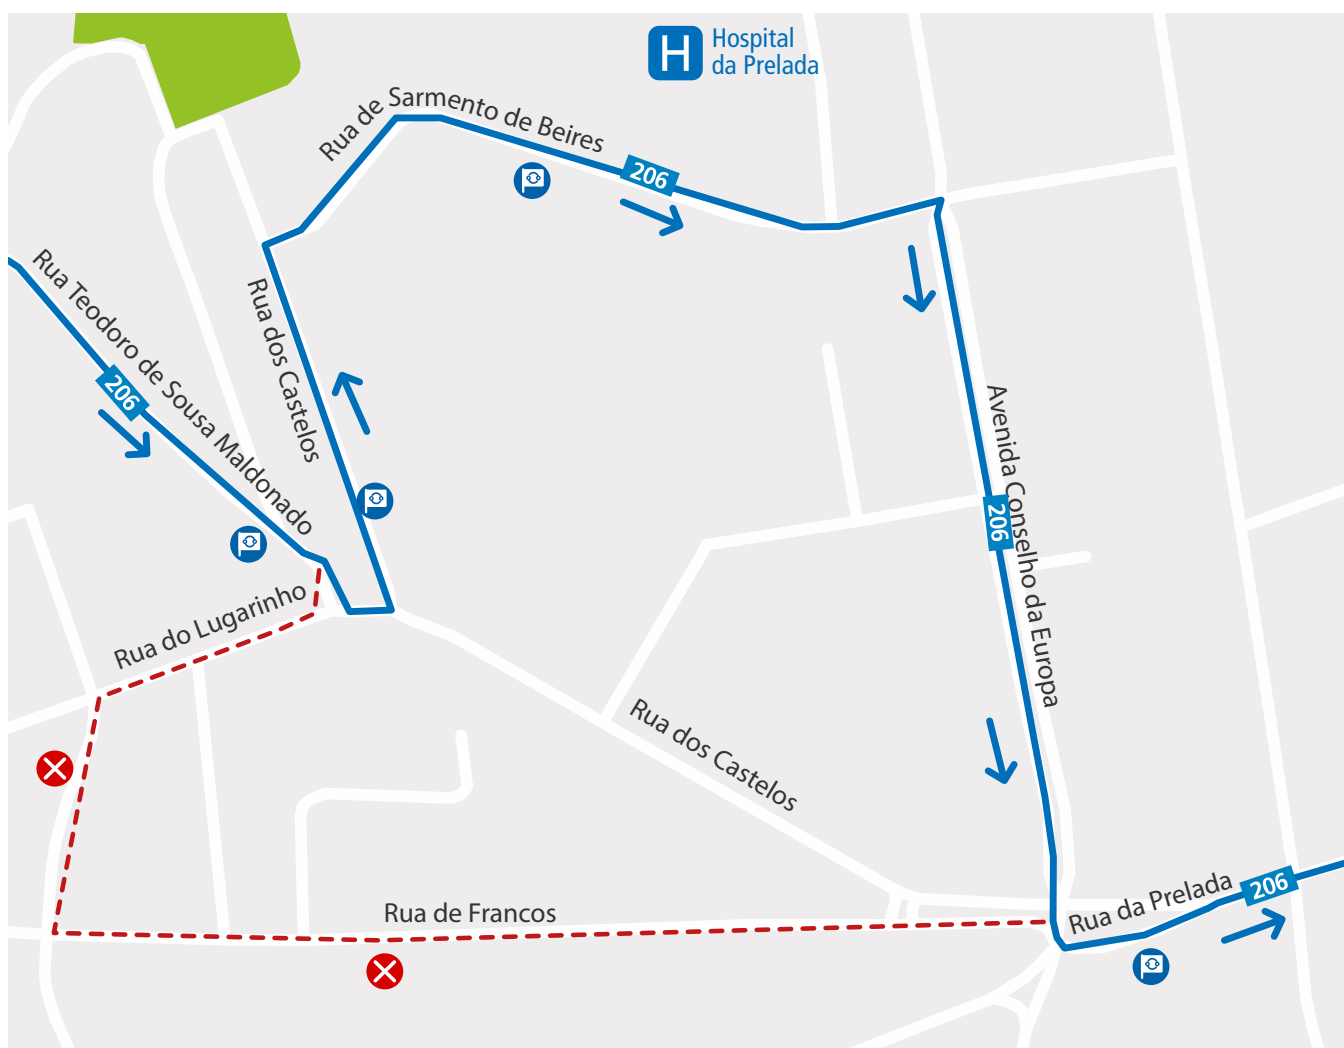 H
Hospital
da Prelada
Rua de Sarmento de Beires
206
Rua Teodoro de Sousa Maldonado
206
Rua dos Castelos
Avenida Conselho da Europa
206
Rua do Lugarinho
Rua dos Castelos
Rua de Francos
Rua da Prelada
206